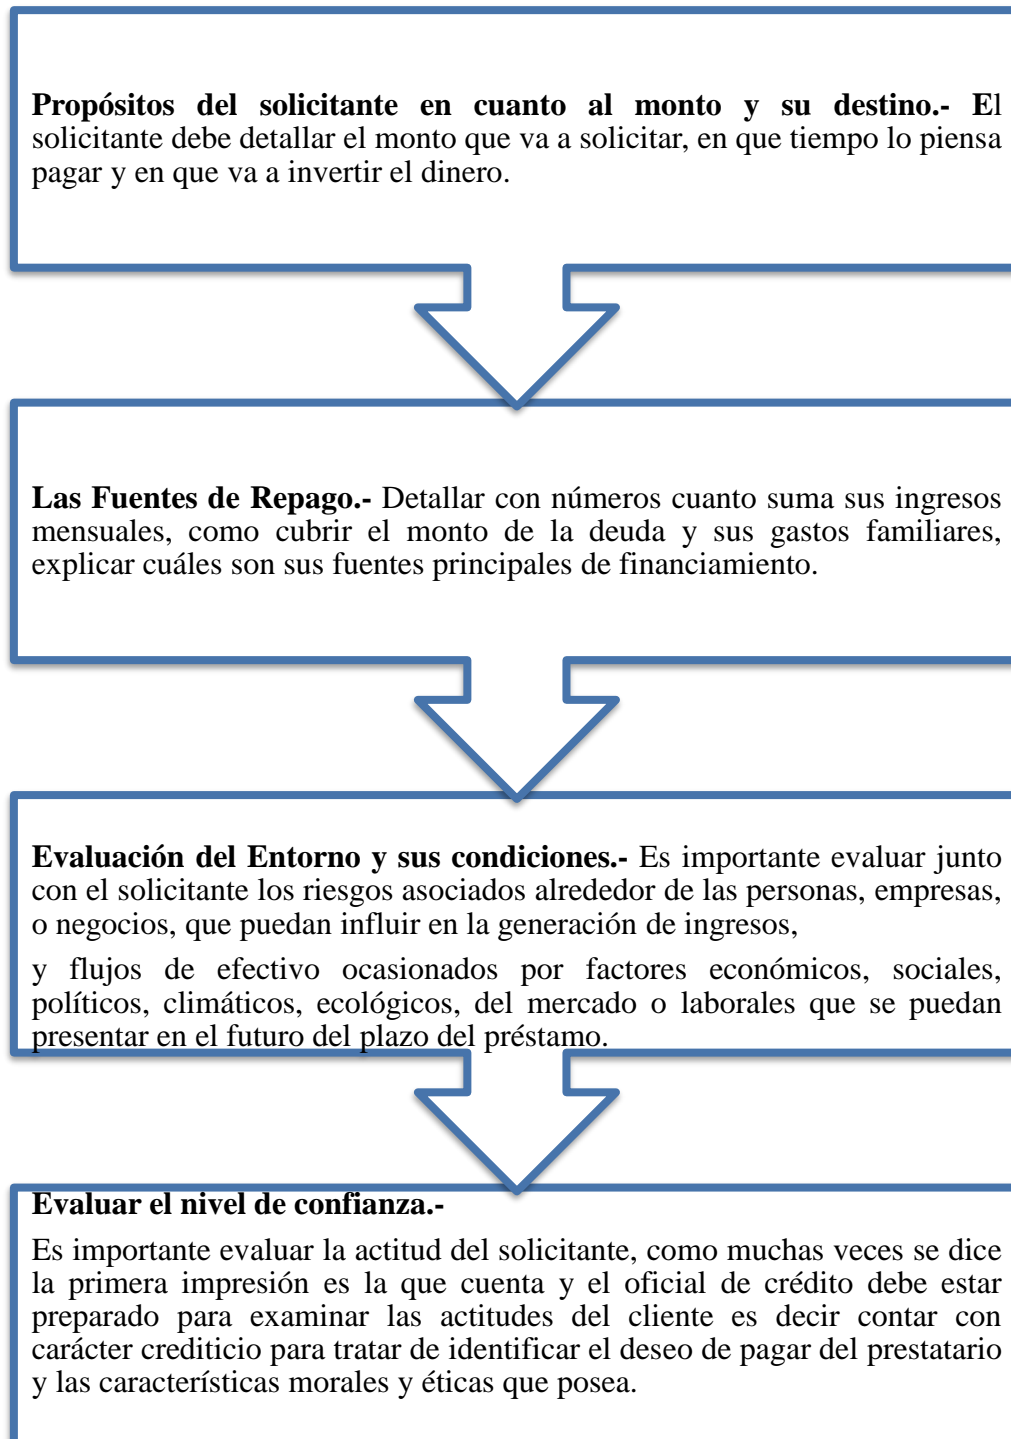 Propósitos del solicitante en cuanto al monto y su destino.- El
solicitante debe detallar el monto que va a solicitar, en que tiempo lo piensa
pagar y en que va a invertir el dinero.
Las Fuentes de Repago.- Detallar con números cuanto suma sus ingresos
mensuales, como cubrir el monto de la deuda y sus gastos familiares,
explicar cuáles son sus fuentes principales de financiamiento.
Evaluación del Entorno y sus condiciones.- Es importante evaluar junto
con el solicitante los riesgos asociados alrededor de las personas, empresas,
o negocios, que puedan influir en la generación de ingresos,
y flujos de efectivo ocasionados por factores económicos, sociales,
políticos, climáticos, ecológicos, del mercado o laborales que se puedan
presentar en el futuro del plazo del préstamo.
Evaluar el nivel de confianza.-
Es importante evaluar la actitud del solicitante, como muchas veces se dice
la primera impresión es la que cuenta y el oficial de crédito debe estar
preparado para examinar las actitudes del cliente es decir contar con
carácter crediticio para tratar de identificar el deseo de pagar del prestatario
y las características morales y éticas que posea.